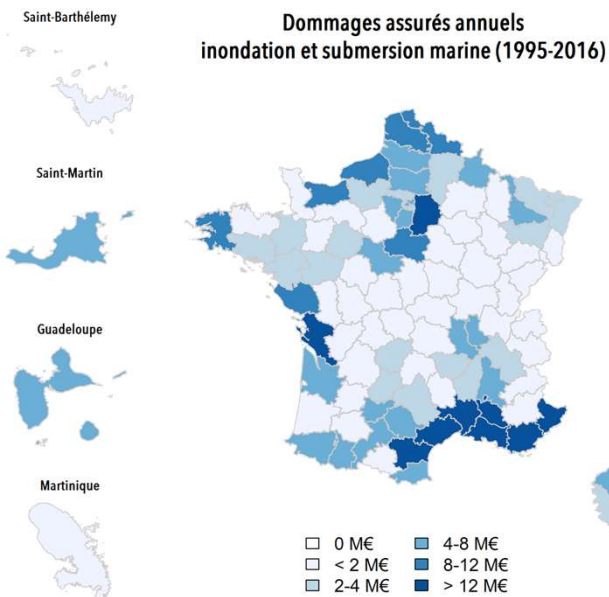 Saint-Barthélemy
Dommages assurés annuels
inondation et submersion marine (1995-2016)
Saint-Martin
Guadeloupe
Martinique
0 M€
< 2 M€
2-4 M€
4-8 M€
8-12 M€
> 12 M€